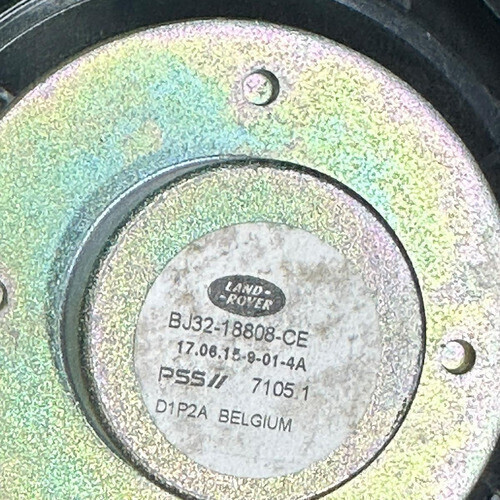 LAND-
-ROVER
BJ32-18808-CE
17.06.15-9-01-4A
PSS// 7105.1
D1P2A BELGIUM